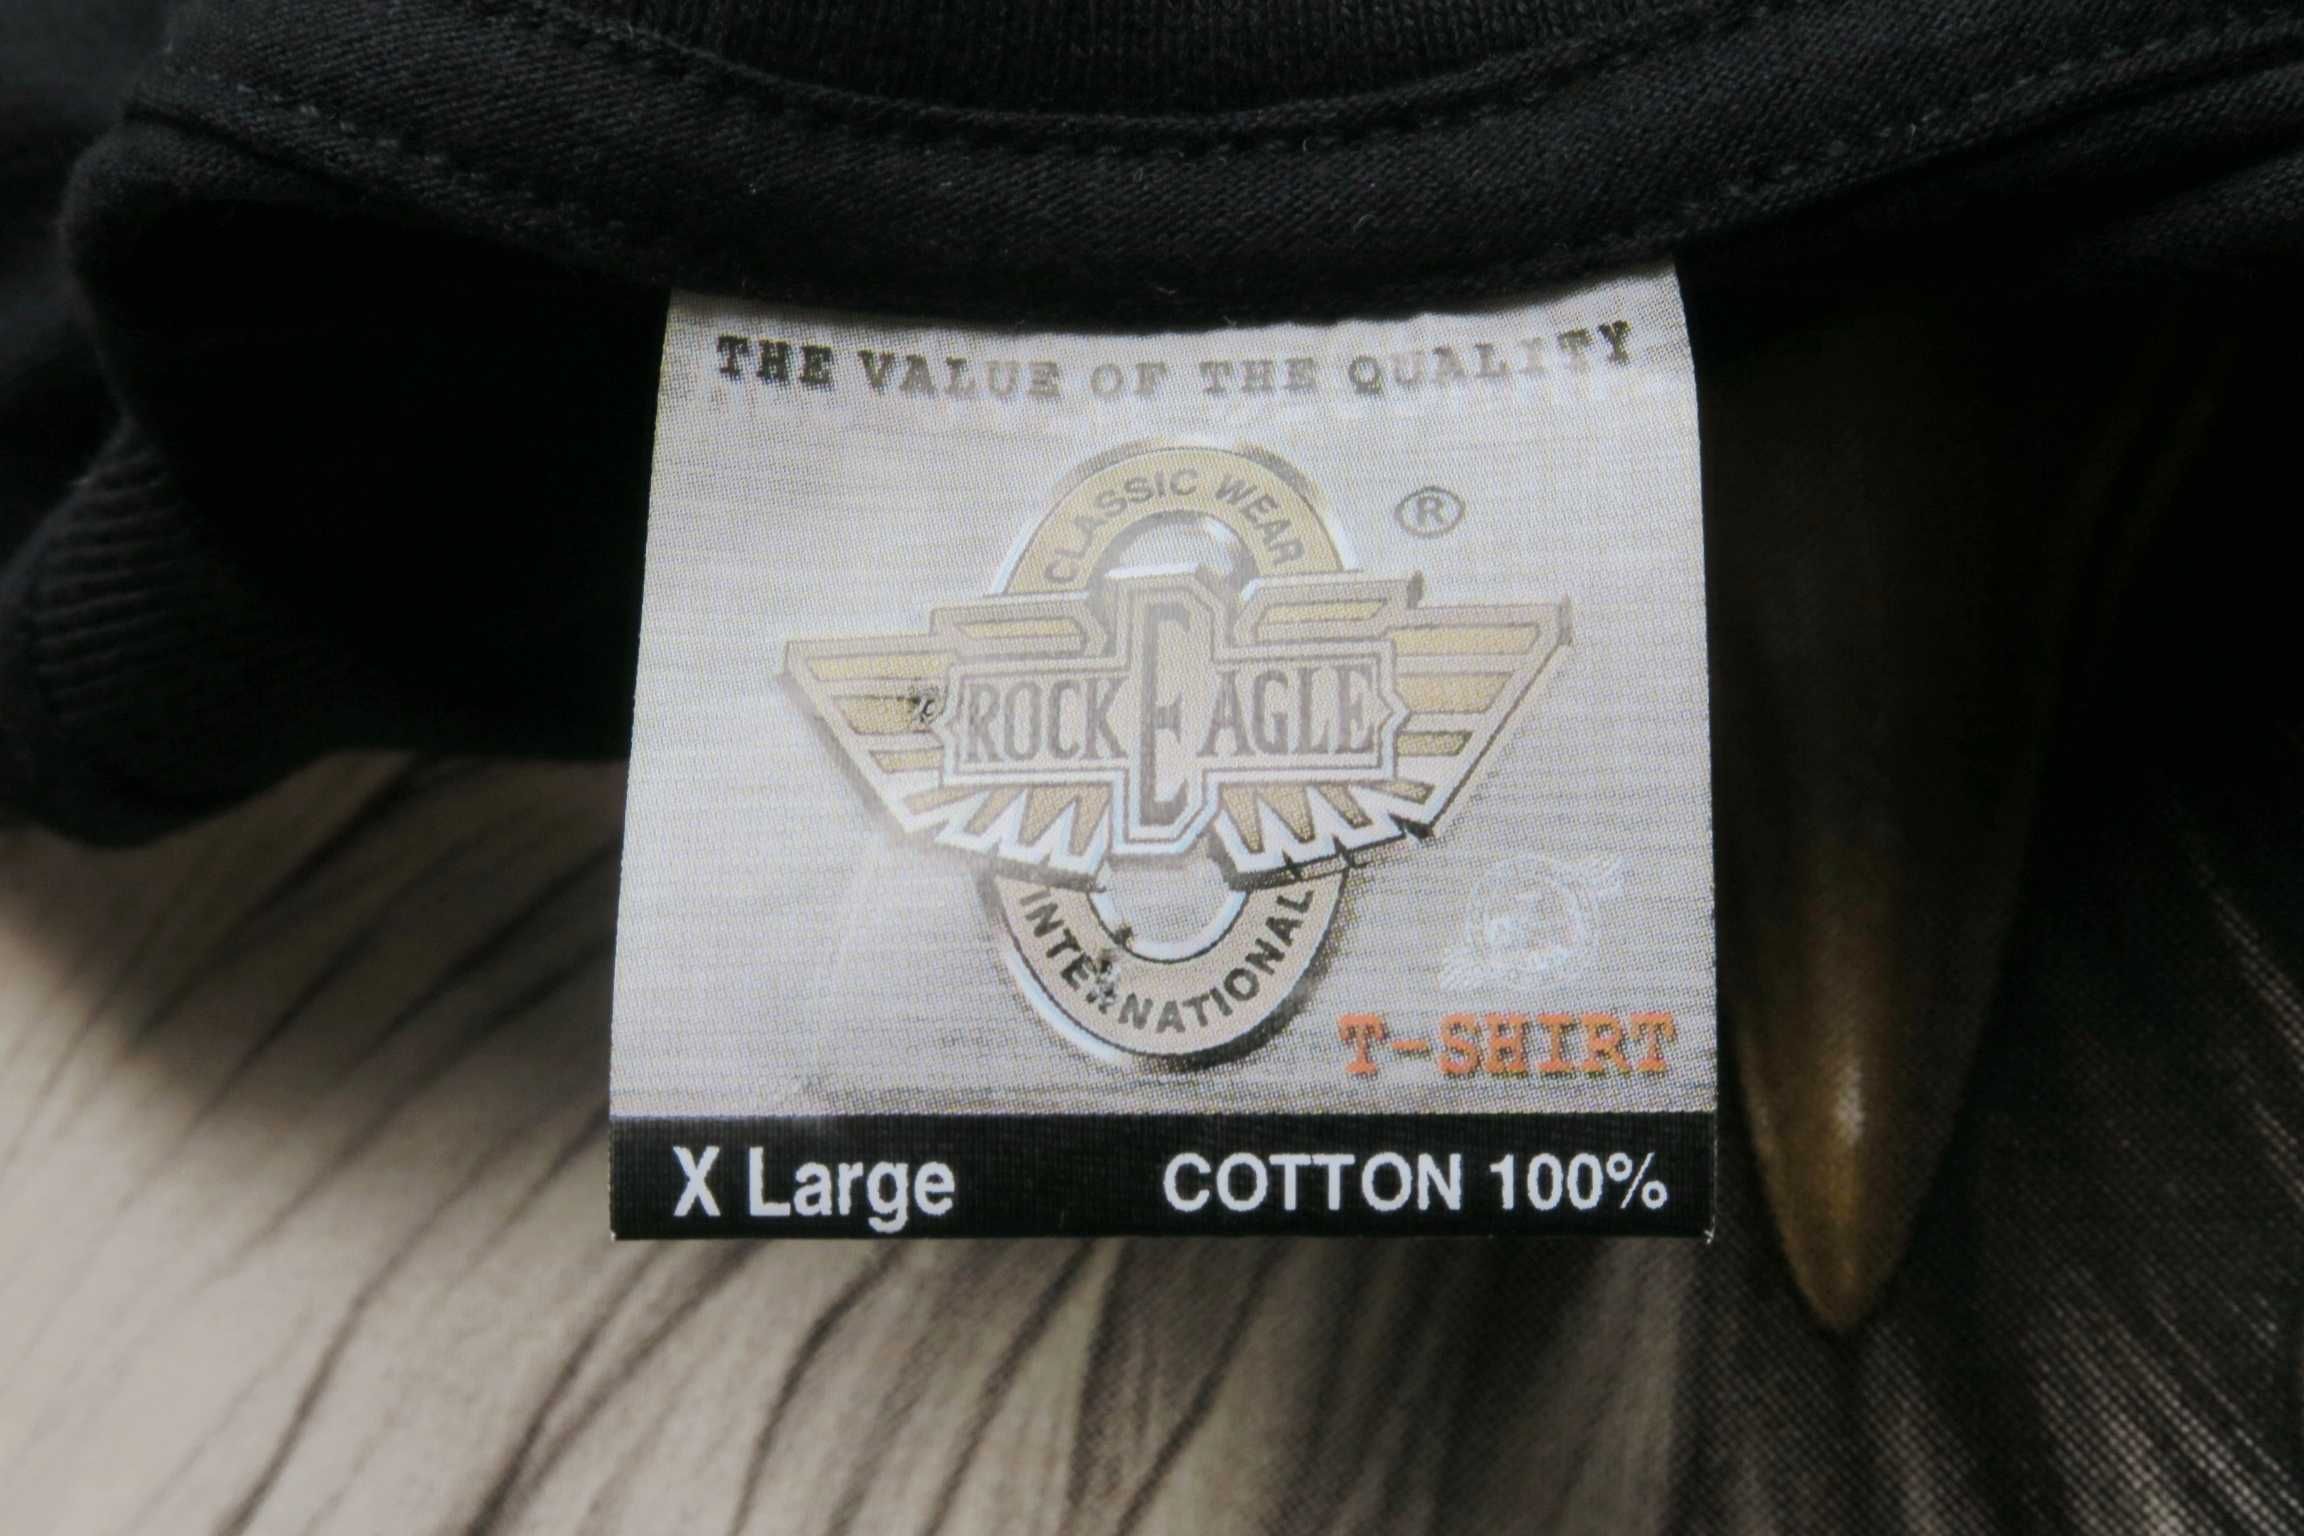 THE VALUE OF THE QUALITY
CLASSIC WEAR
®
ROCK EAGLE
INTERNATIONAL
T-SHIRT
X Large COTTON 100%